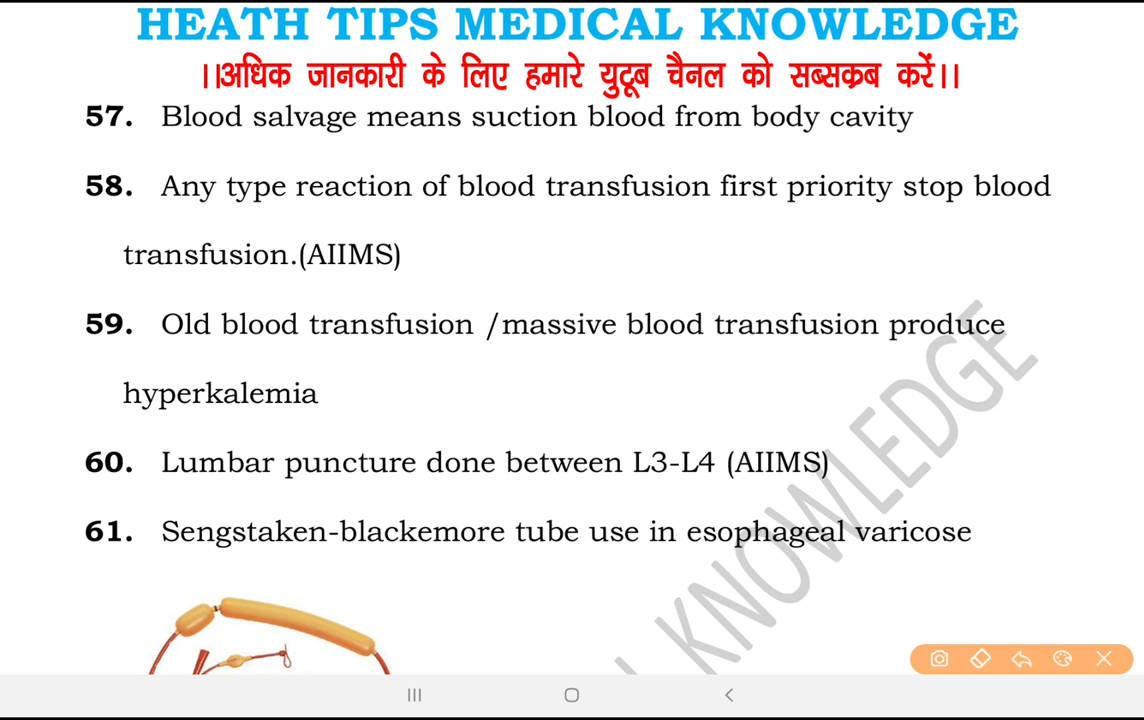 HEATH TIPS MEDICAL KNOWLEDGE
।।अधिक जानकारी के लिए हमारे युटूब चैनल को सब्सक्रब करें।।
57. Blood salvage means suction blood from body cavity
58. Any type reaction of blood transfusion first priority stop blood
transfusion.(AIIMS)
59. Old blood transfusion /massive blood transfusion produce
hyperkalemia
60. Lumbar puncture done between L3-L4 (AIIMS)
61. Sengstaken-blackemore tube use in esophageal varicose
KNOWLEDGE